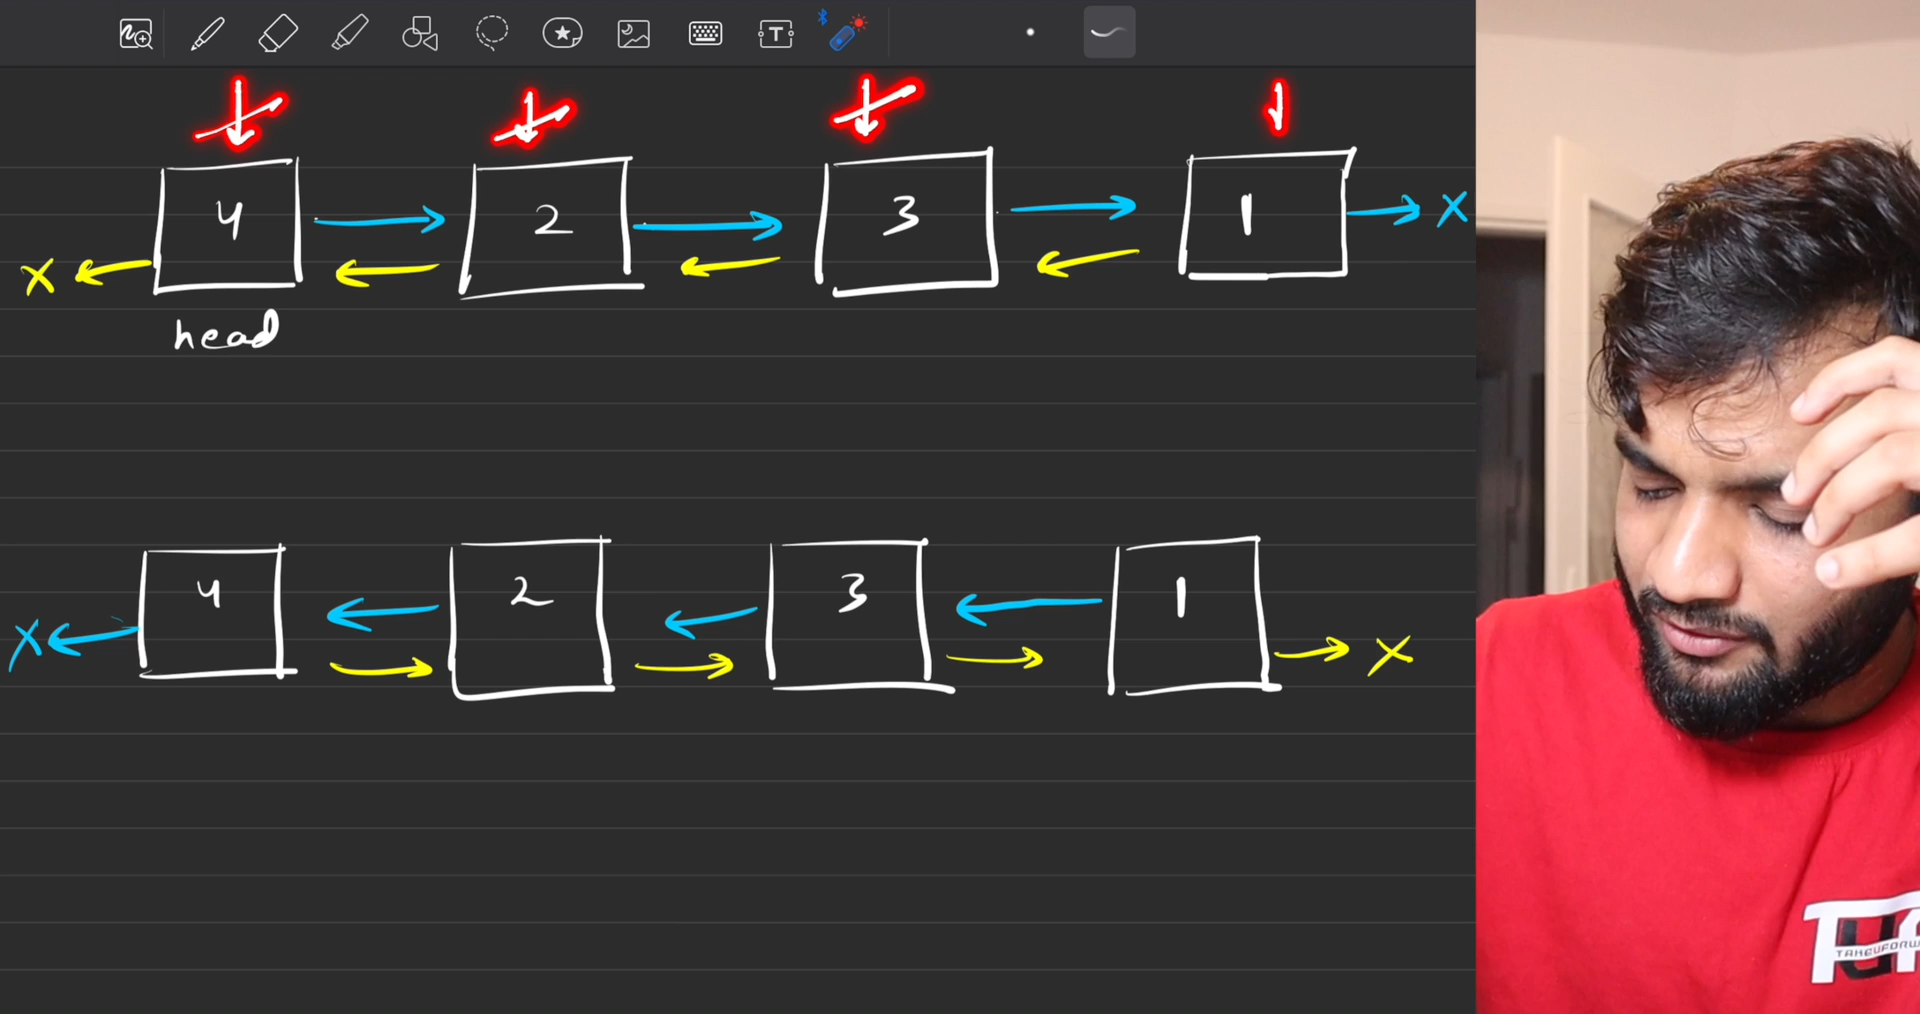 4 2 3 1 X
X
head
4 2 3 1
X X
TUF
TAKEUFORW